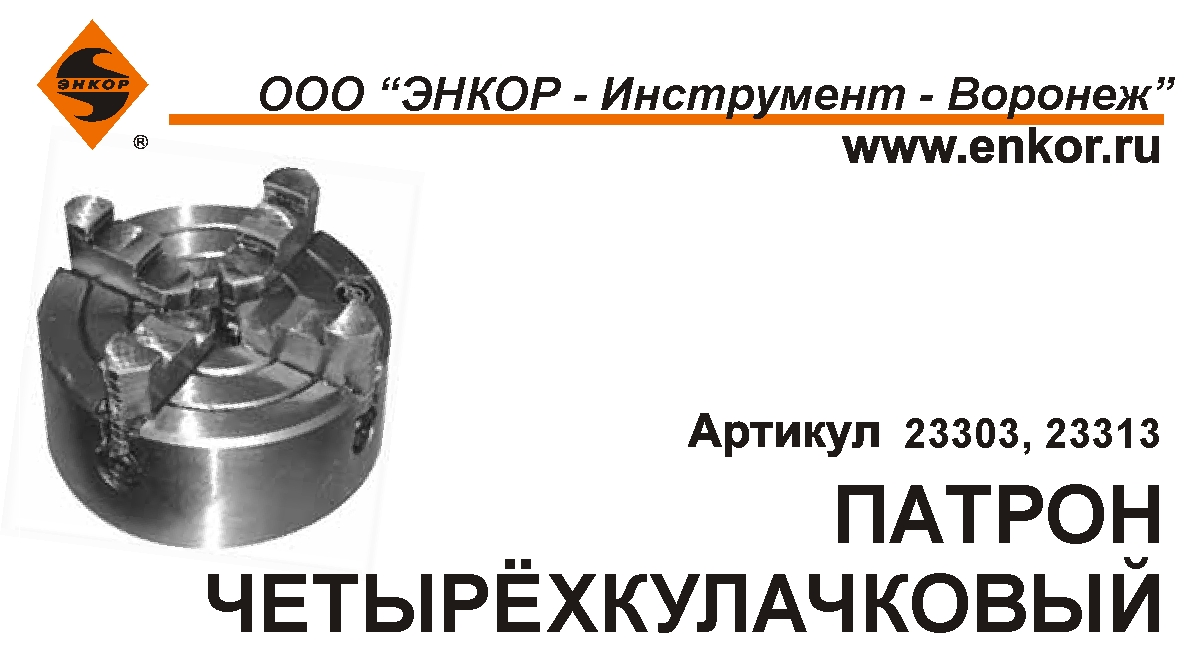 ЭНКОР
®
ООО “ЭНКОР - Инструмент - Воронеж”
www.enkor.ru
Артикул 23303, 23313
ПАТРОН
ЧЕТЫРЁХКУЛАЧКОВЫЙ